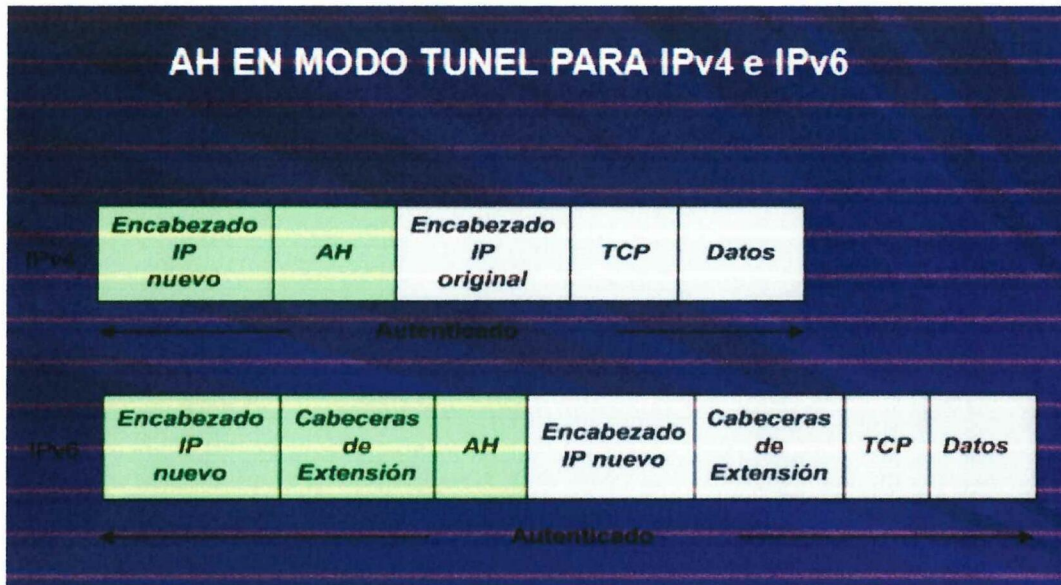 AH EN MODO TUNEL PARA IPv4 e IPv6
IPv4
Encabezado
IP
nuevo
AH
Encabezado
IP
original
TCP
Datos
Autenticado
IPv6
Encabezado
IP
nuevo
Cabeceras
de
Extensión
AH
Encabezado
IP nuevo
Cabeceras
de
Extensión
TCP
Datos
Autenticado